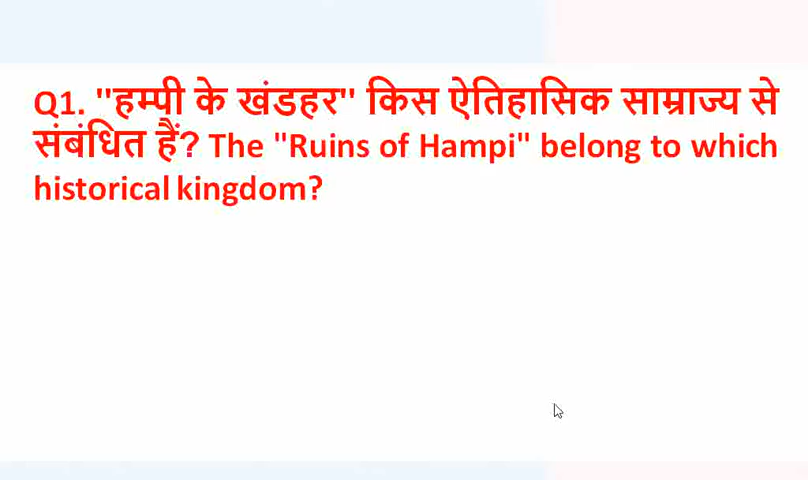 Q1. "हम्पी के खंडहर" किस ऐतिहासिक साम्राज्य से
संबंधित हैं? The "Ruins of Hampi" belong to which
historical kingdom?